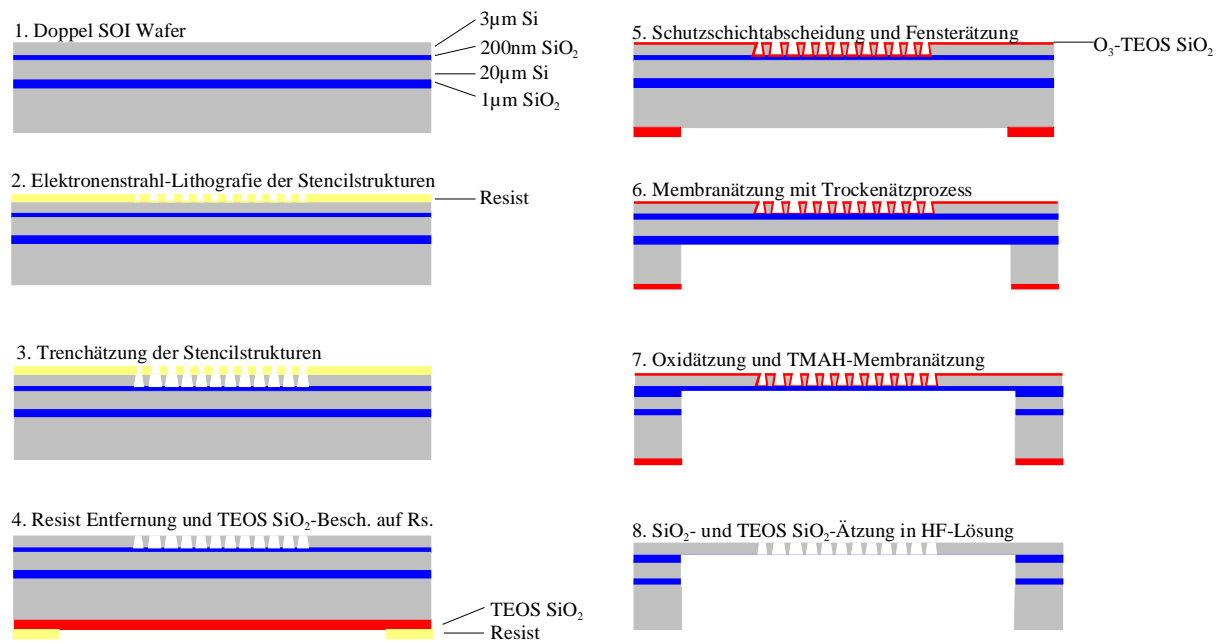 1. Doppel SOI Wafer
3µm Si
200nm SiO₂
20µm Si
1µm SiO₂
2. Elektronenstrahl-Lithografie der Stencilstrukturen
Resist
3. Trenchätzung der Stencilstrukturen
4. Resist Entfernung und TEOS SiO₂-Besch. auf Rs.
TEOS SiO₂
Resist
5. Schutzschichtabscheidung und Fensterätzung
O₃-TEOS SiO₂
6. Membranätzung mit Trockenätzprozess
7. Oxidätzung und TMAH-Membranätzung
8. SiO₂- und TEOS SiO₂-Ätzung in HF-Lösung